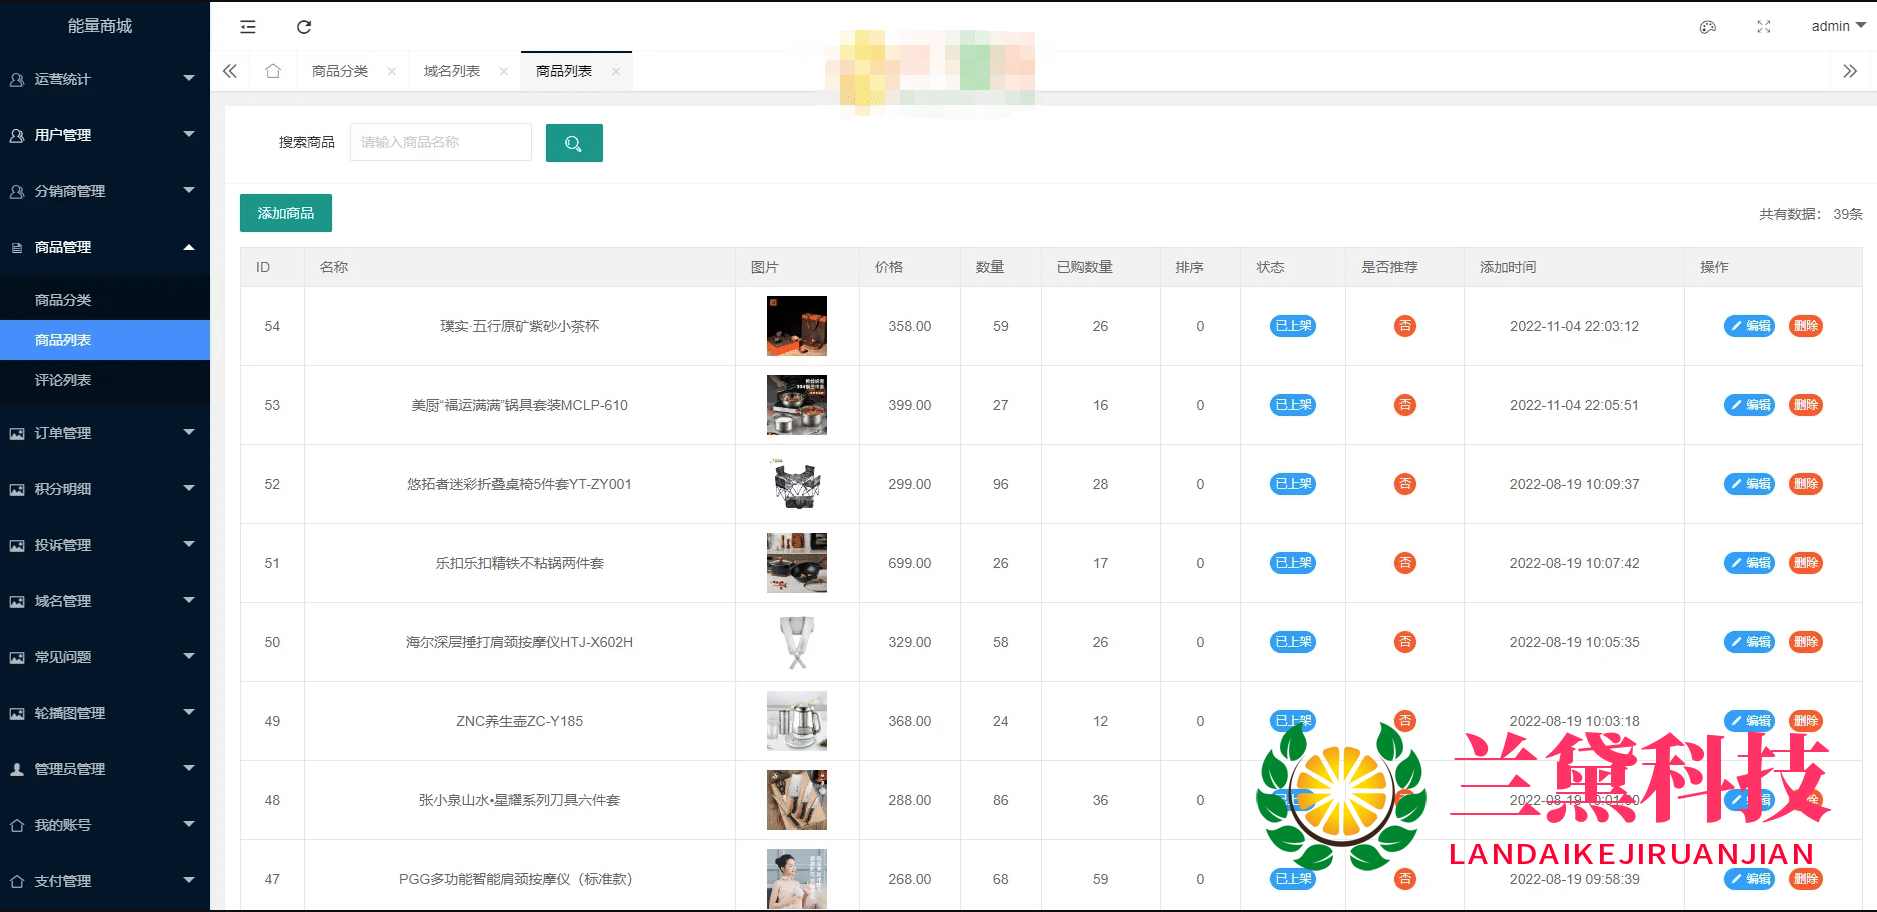 能量商城
admin
商品分类
域名列表
商品列表
运营统计
用户管理
分销商管理
商品管理
商品分类
商品列表
评论列表
订单管理
积分明细
投诉管理
域名管理
常见问题
轮播图管理
管理员管理
我的账号
支付管理
搜索商品 请输入商品名称
添加商品
共有数据： 39条
ID 名称 图片 价格 数量 已购数量 排序 状态 是否推荐 添加时间 操作
54 璞实·五行原矿紫砂小茶杯 358.00 59 26 0 已上架 否 2022-11-04 22:03:12 编辑 删除
53 美厨“福运满满”锅具套装MCLP-610 399.00 27 16 0 已上架 否 2022-11-04 22:05:51 编辑 删除
52 悠拓者迷彩折叠桌椅5件套YT-ZY001 299.00 96 28 0 已上架 否 2022-08-19 10:09:37 编辑 删除
51 乐扣乐扣精铁不粘锅两件套 699.00 26 17 0 已上架 否 2022-08-19 10:07:42 编辑 删除
50 海尔深层捶打肩颈按摩仪HTJ-X602H 329.00 58 26 0 已上架 否 2022-08-19 10:05:35 编辑 删除
49 ZNC养生壶ZC-Y185 368.00 24 12 0 已上架 否 2022-08-19 10:03:18 编辑 删除
48 张小泉山水•星耀系列刀具六件套 288.00 86 36 0
47 PGG多功能智能肩颈按摩仪（标准款） 268.00 68 59 0 已上架 否 2022-08-19 09:58:39 编辑 删除
兰黛科技
LANDAIKEJIRUANJIAN